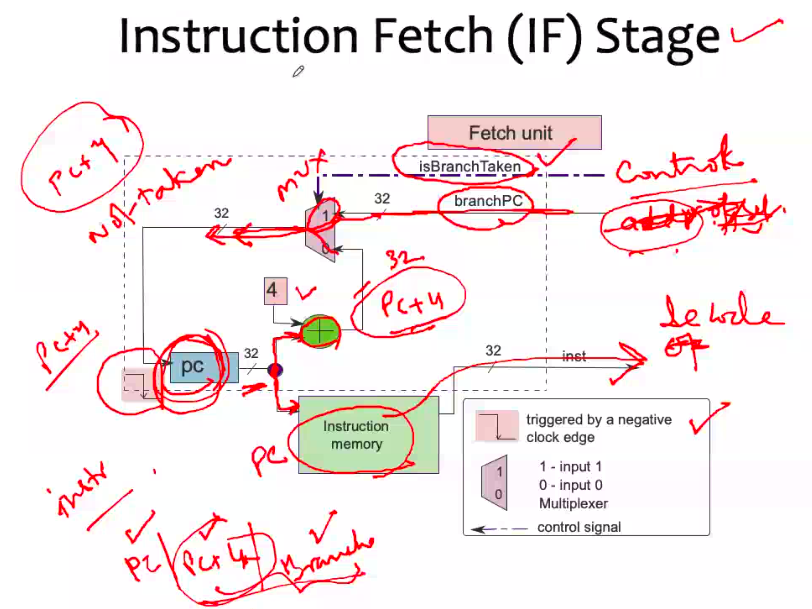 Instruction Fetch (IF) Stage
Fetch unit
PC+4
isBranchTaken
Control
Not-taken
mux
32
32
branchPC
1
0
32
4
PC+4
PC+4
decode
pc
32
32
inst
Instruction
memory
PC
triggered by a negative
clock edge
instr
1
0
1 - input 1
0 - input 0
Multiplexer
control signal
PC
PC+4
Branch